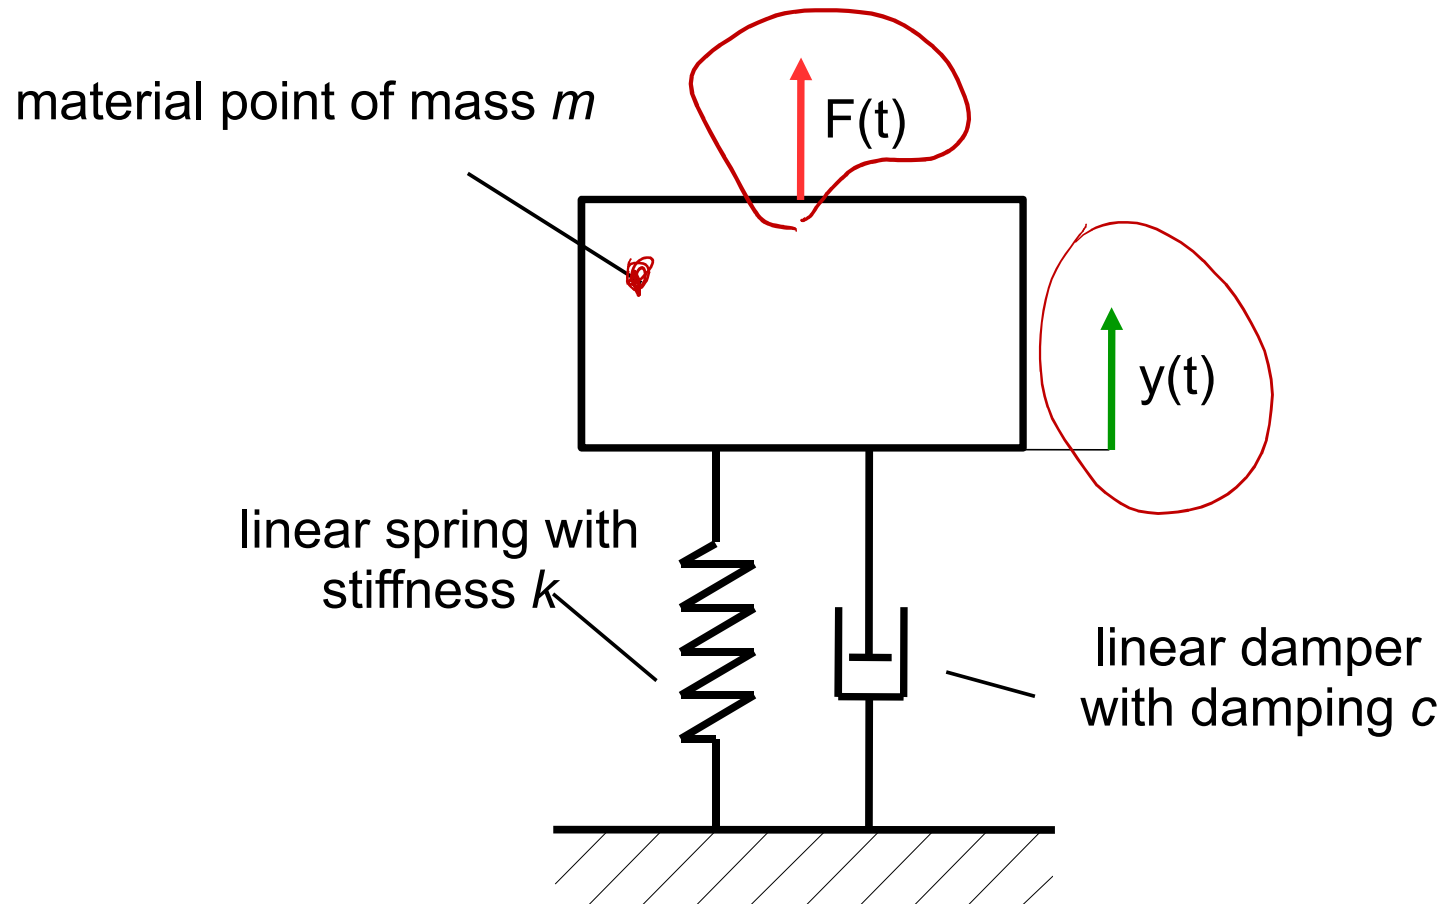 material point of mass m
F(t)
y(t)
linear spring with
stiffness k
linear damper
with damping c